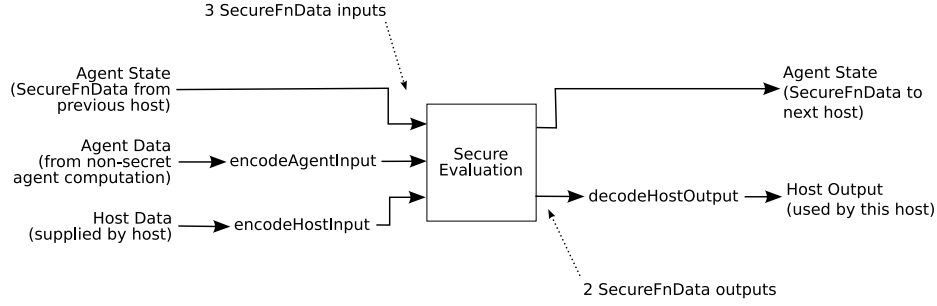 3 SecureFnData inputs
Agent State
(SecureFnData from
previous host)
Agent Data
(from non-secret
agent computation)
encodeAgentInput
Host Data
(supplied by host)
encodeHostInput
Secure
Evaluation
Agent State
(SecureFnData to
next host)
decodeHostOutput
Host Output
(used by this host)
2 SecureFnData outputs